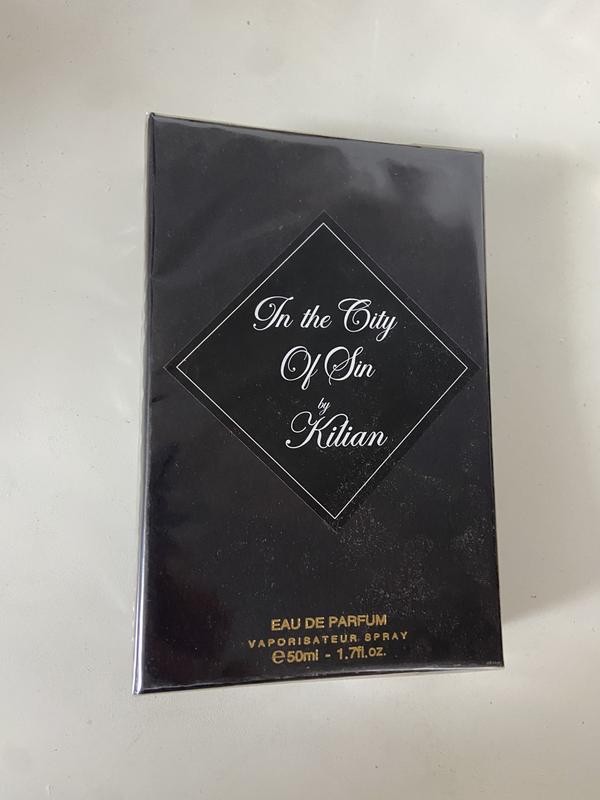 In the City
Of Sin
by
Kilian
EAU DE PARFUM
VAPORISATEUR SPRAY
℮50ml - 1.7fl.oz.